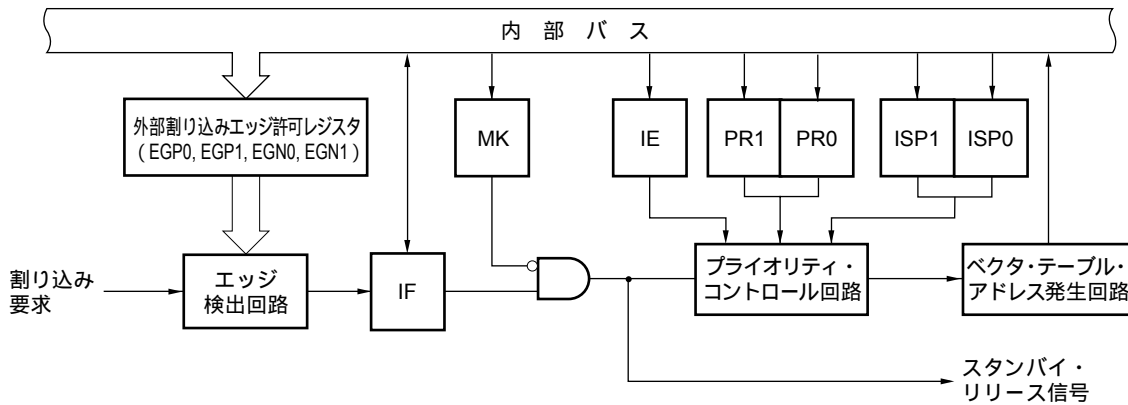 内 部 バ ス
外部割り込みエッジ許可レジスタ
(EGP0, EGP1, EGN0, EGN1)
MK
IE
PR1
PR0
ISP1
ISP0
割り込み
要求
エッジ
検出回路
IF
プライオリティ・
コントロール回路
ベクタ・テーブル・
アドレス発生回路
スタンバイ・
リリース信号